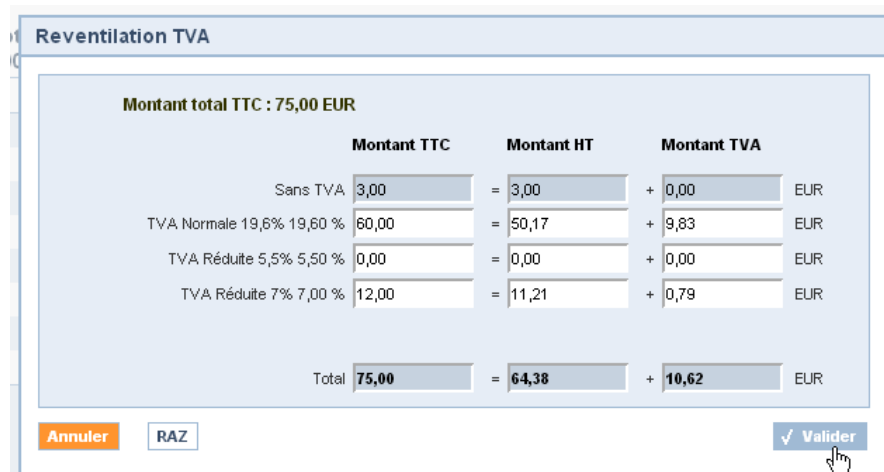 Reventilation TVA
Montant total TTC : 75,00 EUR
Montant TTC Montant HT Montant TVA
Sans TVA 3,00 = 3,00 + 0,00 EUR
TVA Normale 19,6% 19,60 % 60,00 = 50,17 + 9,83 EUR
TVA Réduite 5,5% 5,50 % 0,00 = 0,00 + 0,00 EUR
TVA Réduite 7% 7,00 % 12,00 = 11,21 + 0,79 EUR
Total 75,00 = 64,38 + 10,62 EUR
Annuler RAZ √ Valider